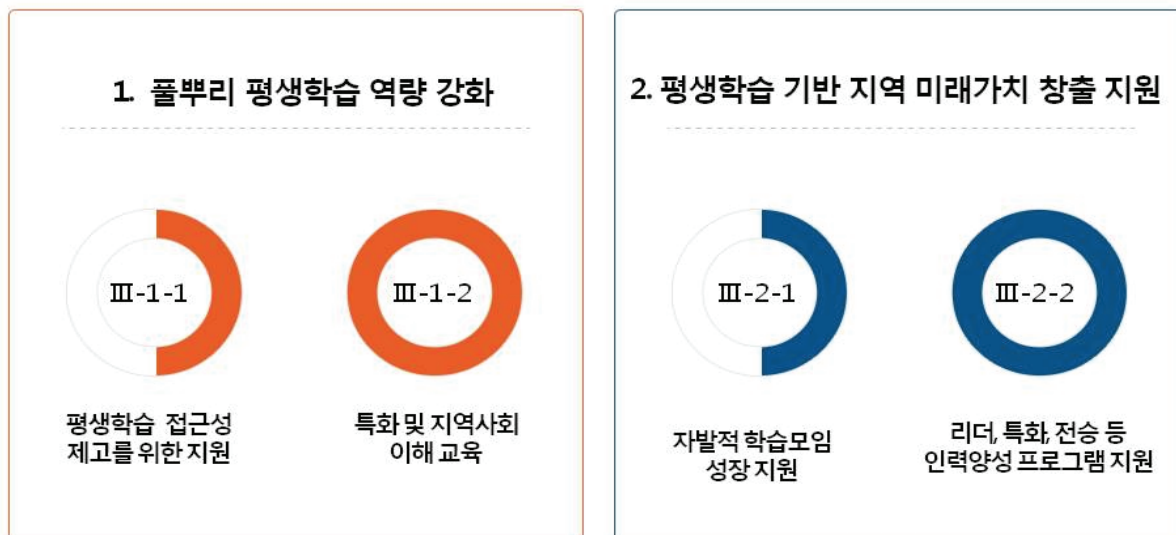 1. 풀뿌리 평생학습 역량 강화
Ⅲ-1-1
Ⅲ-1-2
평생학습 접근성
제고를 위한 지원
특화 및 지역사회
이해 교육
2. 평생학습 기반 지역 미래가치 창출 지원
Ⅲ-2-1
Ⅲ-2-2
자발적 학습모임
성장 지원
리더, 특화, 전승 등
인력양성 프로그램 지원